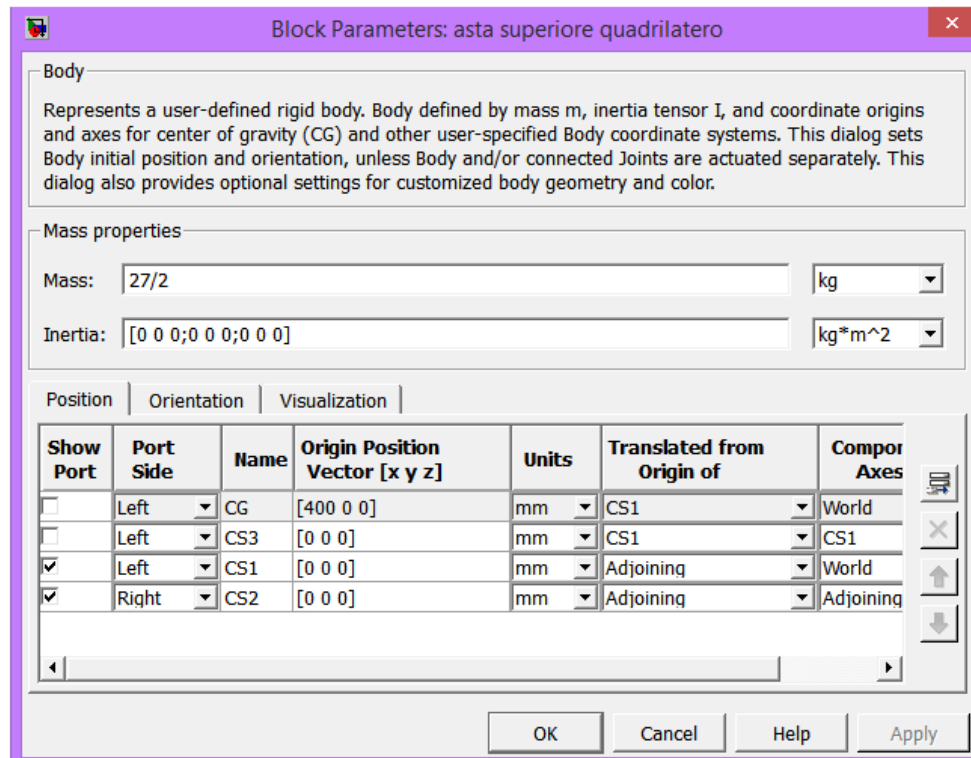 Block Parameters: asta superiore quadrilatero
Body
Represents a user-defined rigid body. Body defined by mass m, inertia tensor I, and coordinate origins
and axes for center of gravity (CG) and other user-specified Body coordinate systems. This dialog sets
Body initial position and orientation, unless Body and/or connected Joints are actuated separately. This
dialog also provides optional settings for customized body geometry and color.
Mass properties
Mass: 27/2 kg
Inertia: [0 0 0;0 0 0;0 0 0] kg*m^2
Position Orientation Visualization
Show Port Port Side Name Origin Position Vector [x y z] Units Translated from Origin of Compor Axes
Left CG [400 0 0] mm CS1 World
Left CS3 [0 0 0] mm CS1 CS1
Left CS1 [0 0 0] mm Adjoining World
Right CS2 [0 0 0] mm Adjoining Adjoining
OK Cancel Help Apply